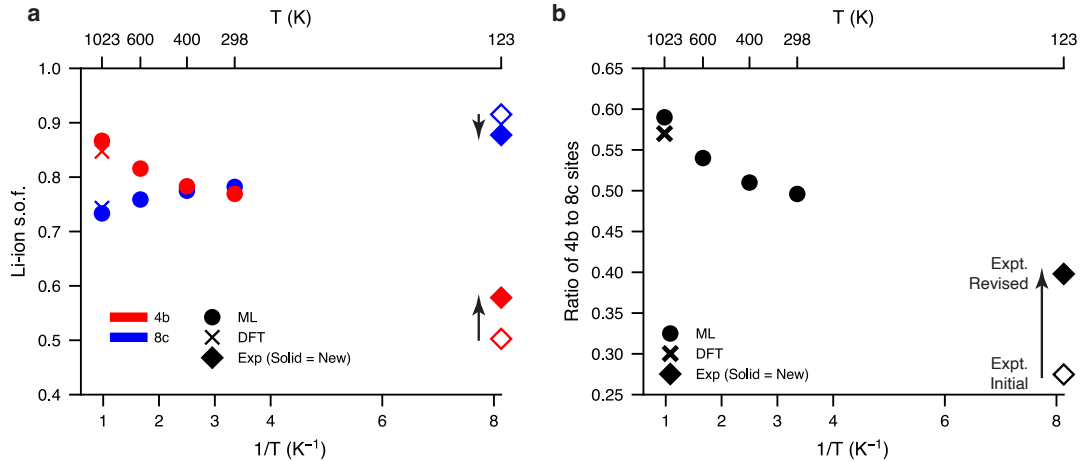 a
T (K)
1023 600 400 298 123
1.0
0.9
0.8
0.7
0.6
0.5
0.4
Li-ion s.o.f.
4b
8c
ML
DFT
Exp (Solid = New)
1 2 3 4 6 8
1/T (K⁻¹)
b
T (K)
1023 600 400 298 123
0.65
0.60
0.55
0.50
0.45
0.40
0.35
0.30
0.25
Ratio of 4b to 8c sites
Expt.
Revised
Expt.
Initial
ML
DFT
Exp (Solid = New)
1 2 3 4 6 8
1/T (K⁻¹)